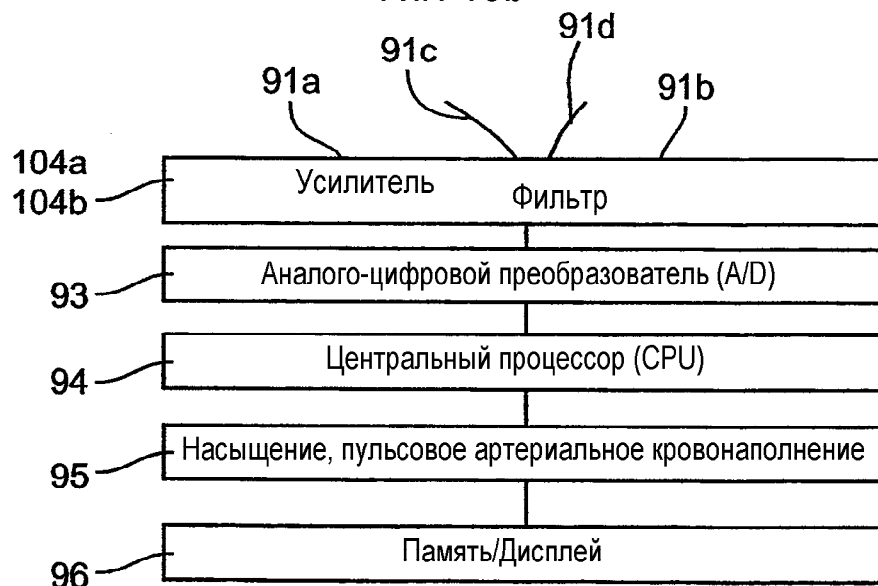 91d
91c
91a
91b
104a
104b
Усилитель
Фильтр
Аналого-цифровой преобразователь (A/D)
93
Центральный процессор (CPU)
94
Насыщение, пульсовое артериальное кровонаполнение
95
Память/Дисплей
96